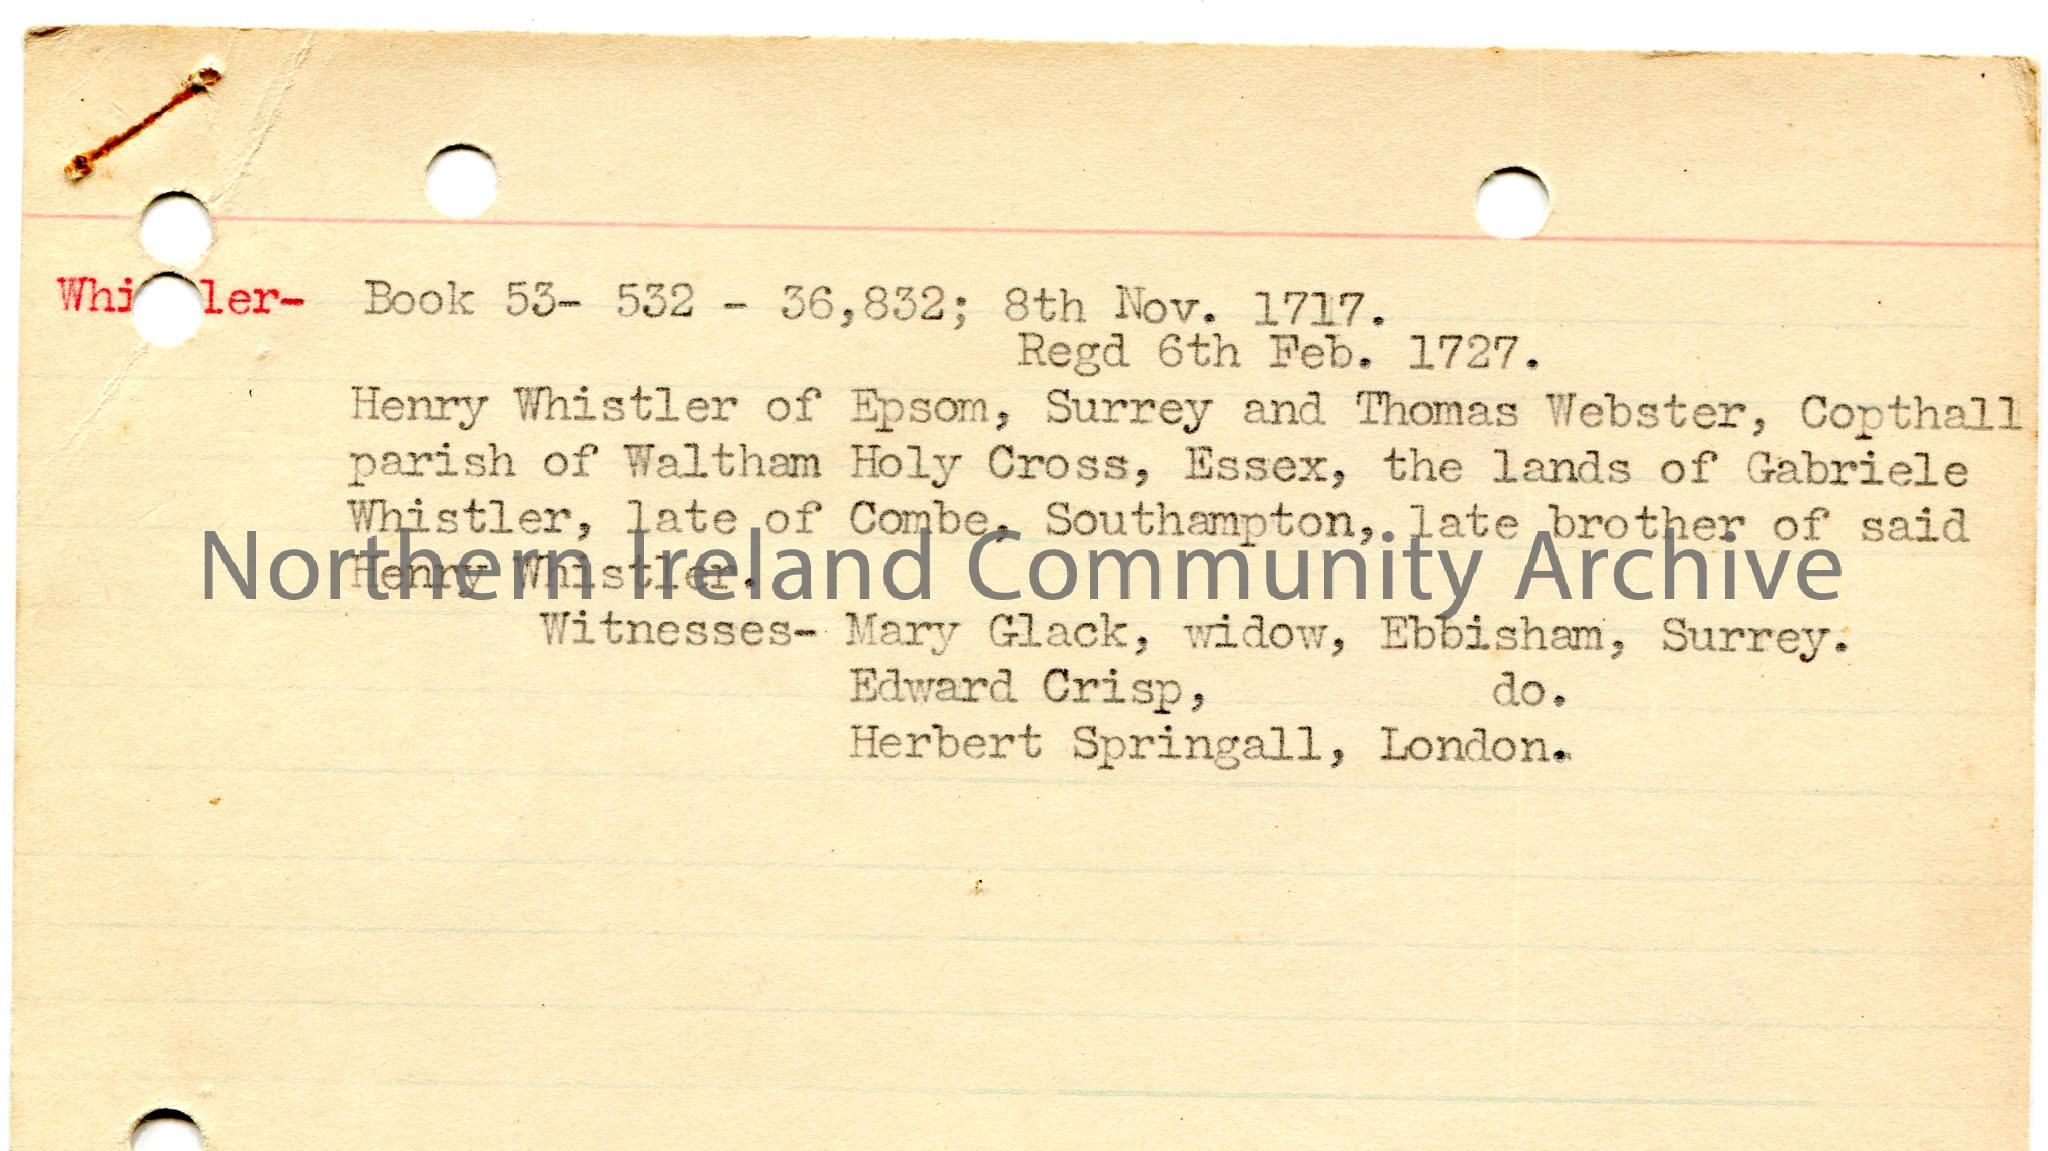 Whi ler- Book 53- 532 - 36,832; 8th Nov. 1717.
Regd 6th Feb. 1727.
Henry Whistler of Epsom, Surrey and Thomas Webster, Copthall
parish of Waltham Holy Cross, Essex, the lands of Gabriele
Whistler, late of Combe, Southampton, late brother of said
Henry Whistler.
Northern Ireland Community Archive
Witnesses- Mary Glack, widow, Ebbisham, Surrey.
Edward Crisp, do.
Herbert Springall, London.